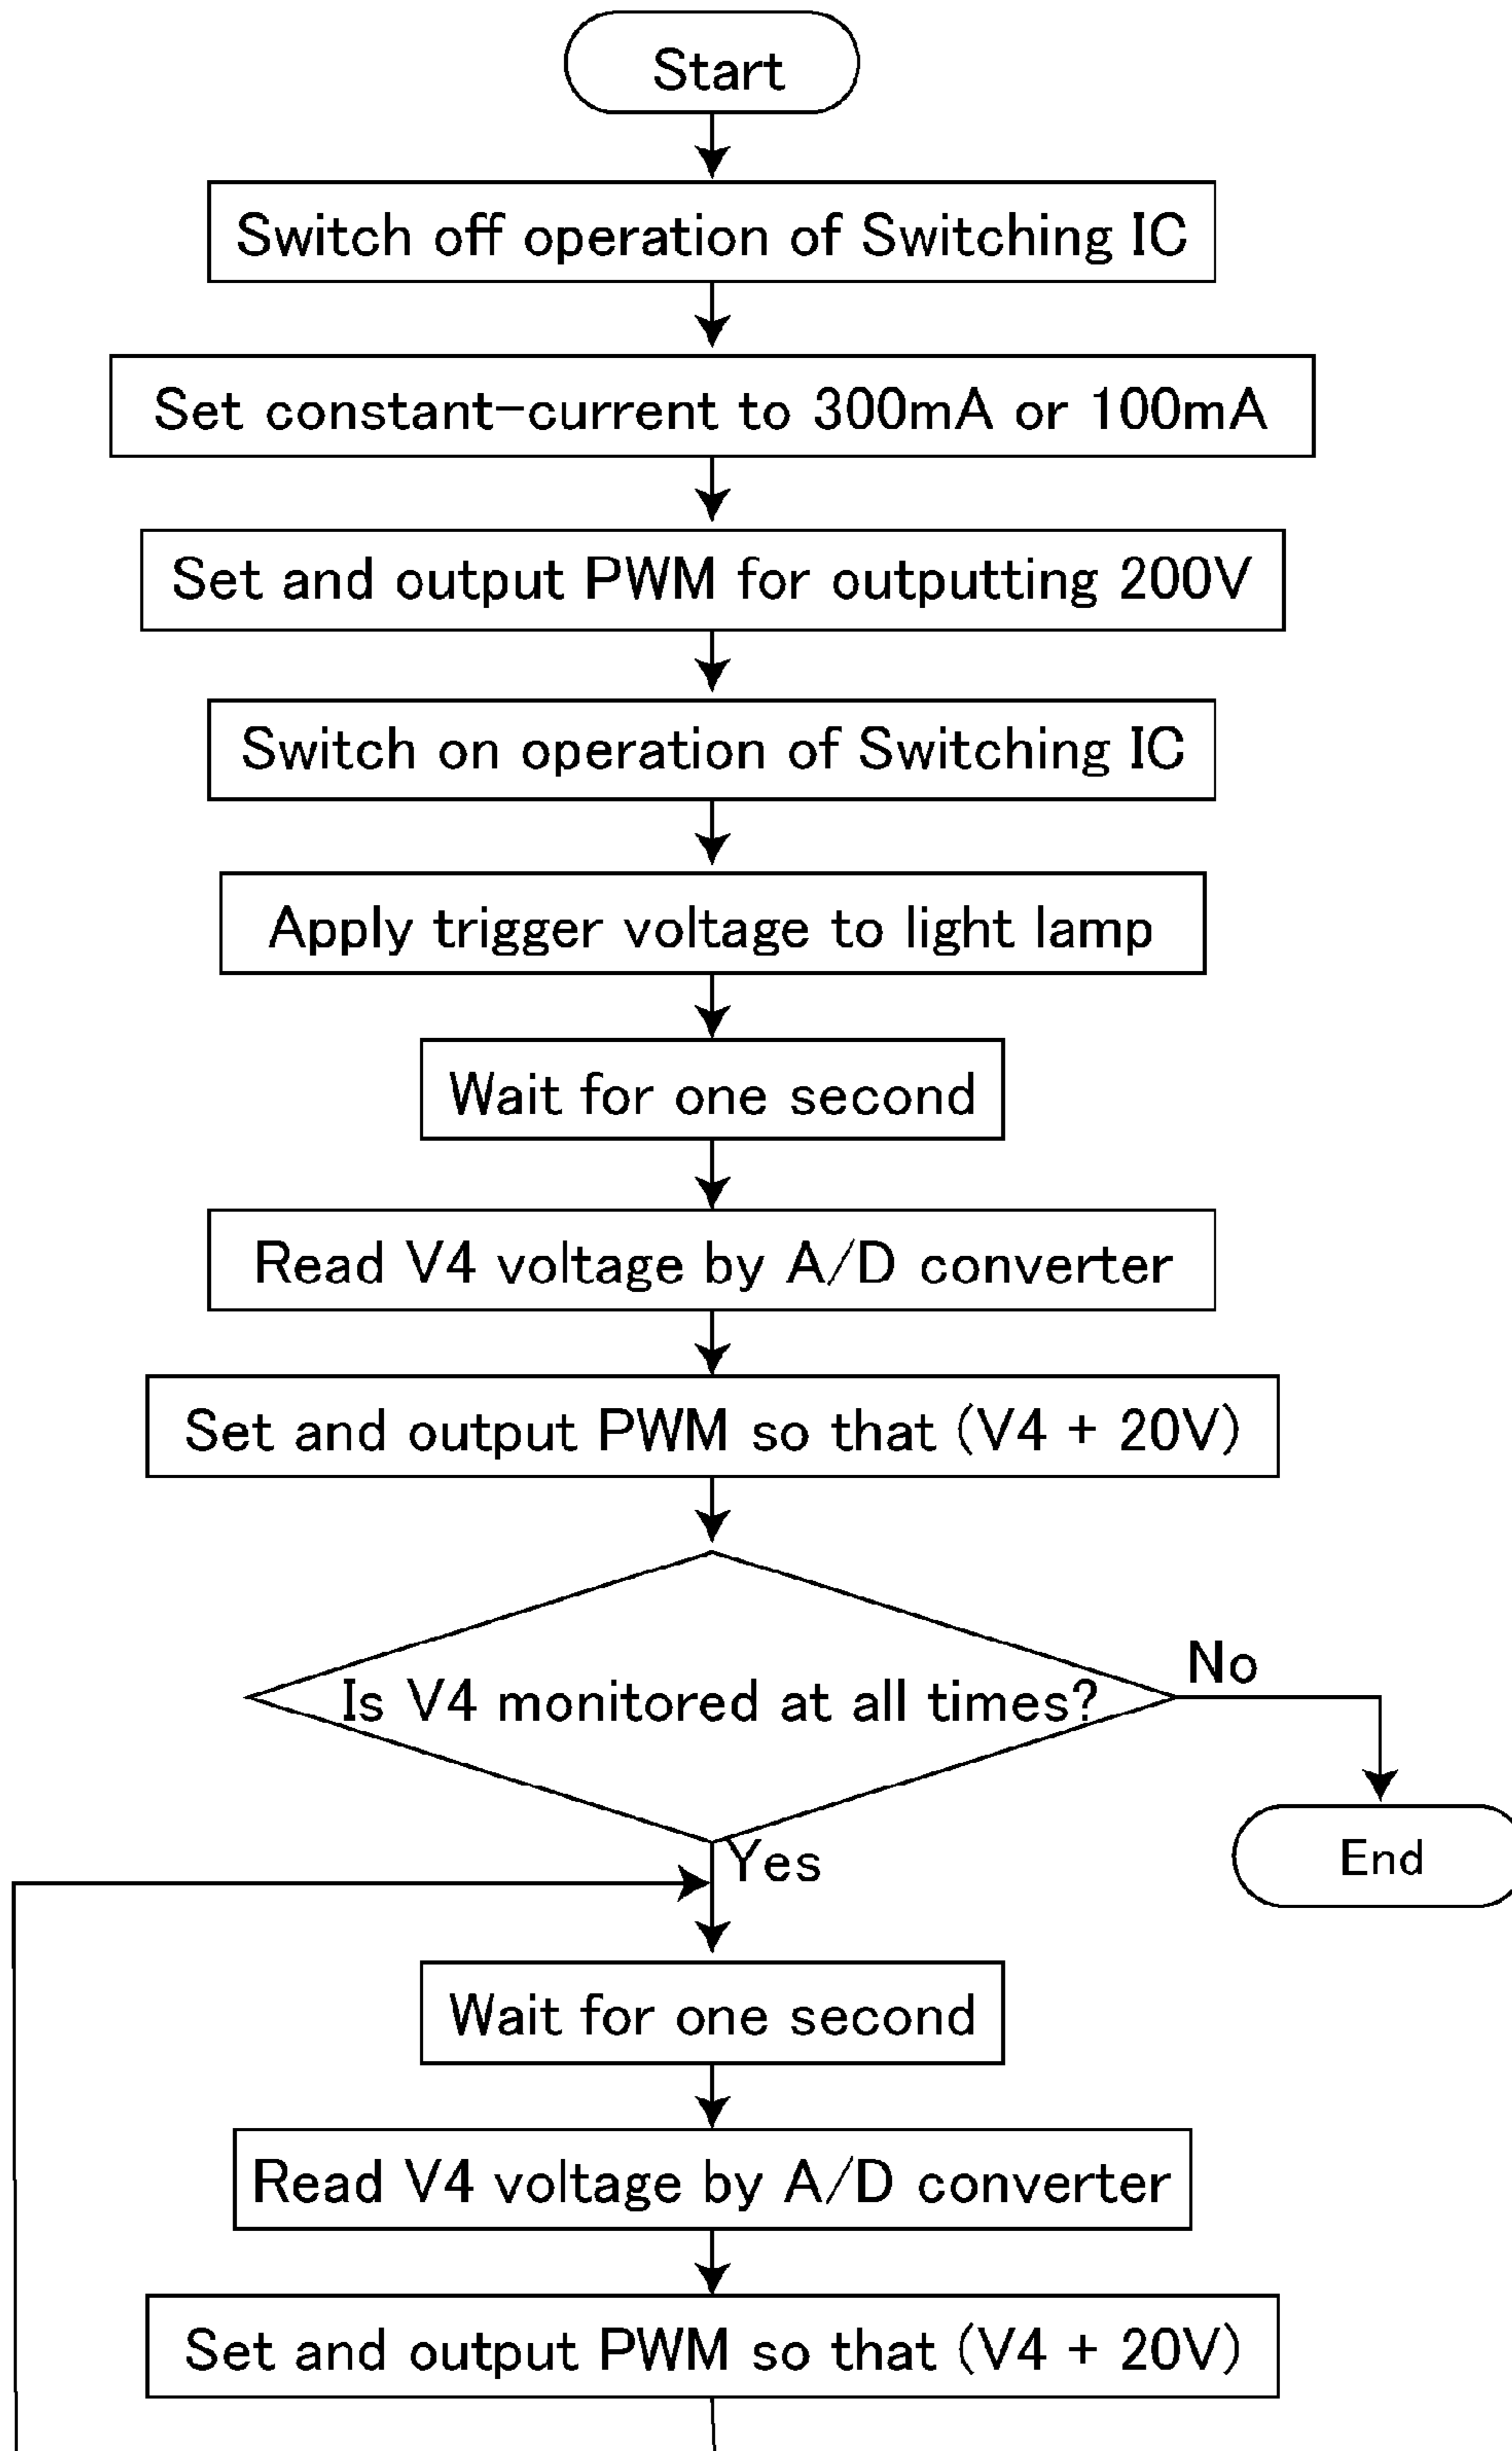 Start
Switch off operation of Switching IC
Set constant-current to 300mA or 100mA
Set and output PWM for outputting 200V
Switch on operation of Switching IC
Apply trigger voltage to light lamp
Wait for one second
Read V4 voltage by A/D converter
Set and output PWM so that (V4 + 20V)
Is V4 monitored at all times?
No
End
Yes
Wait for one second
Read V4 voltage by A/D converter
Set and output PWM so that (V4 + 20V)